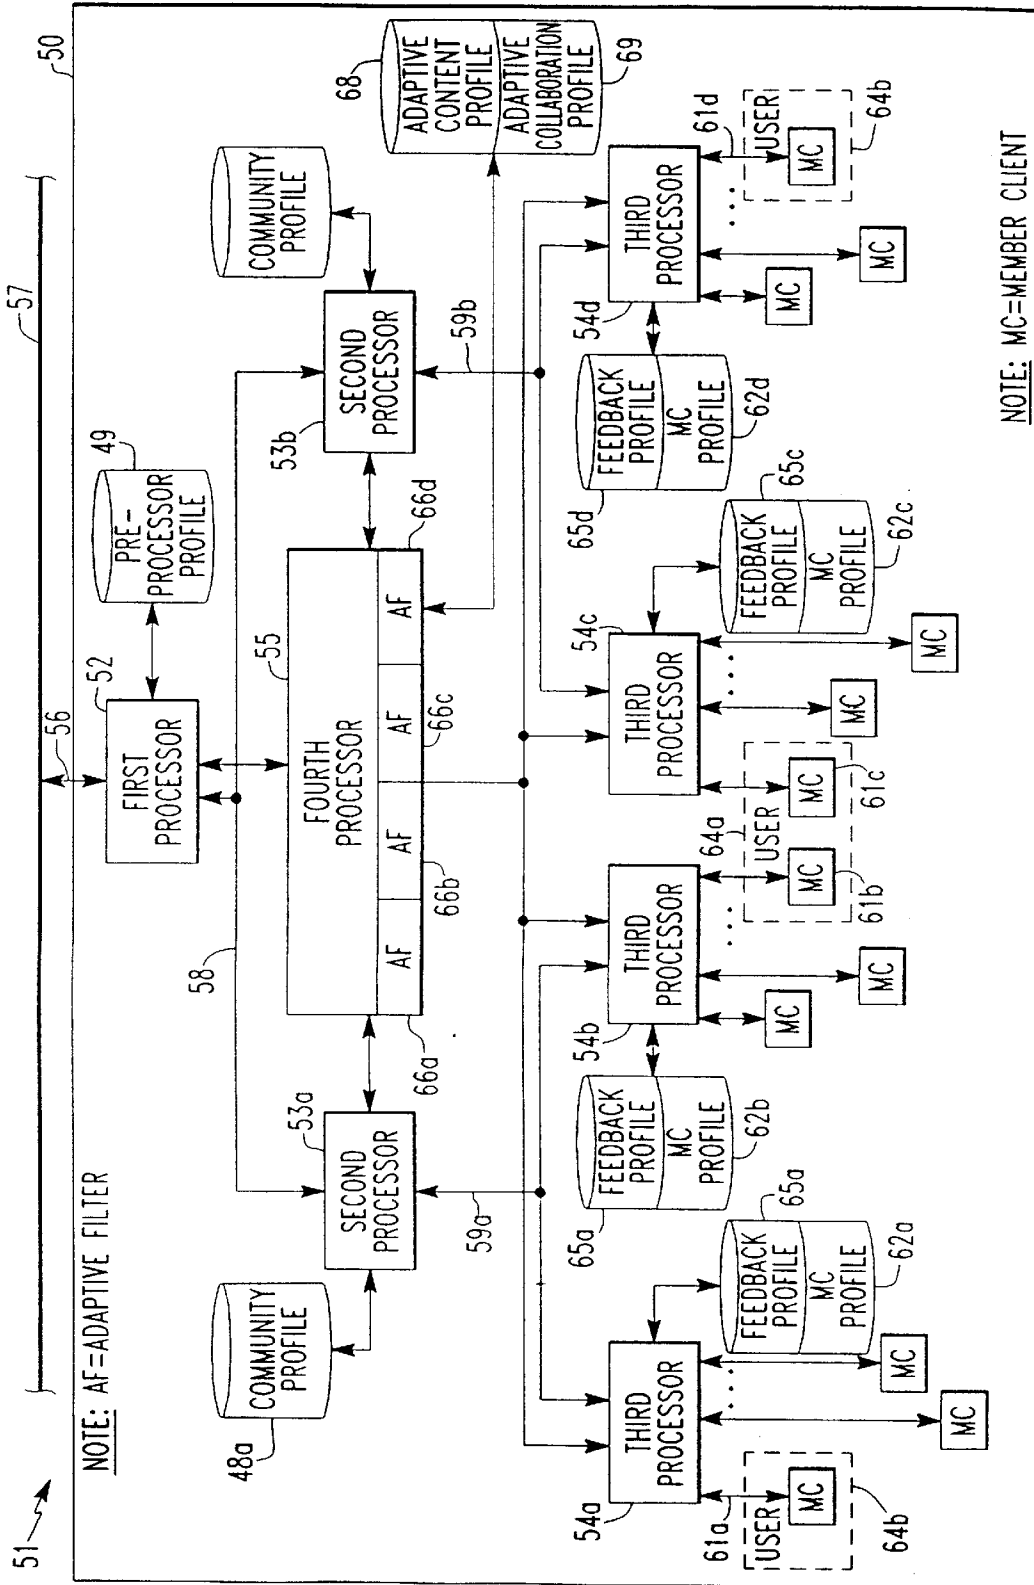 51
57
50
NOTE: AF=ADAPTIVE FILTER
56
52
FIRST
PROCESSOR
49
PRE-
PROCESSOR
PROFILE
58
48a
COMMUNITY
PROFILE
53a
SECOND
PROCESSOR
55
FOURTH
PROCESSOR
AF
AF
AF
AF
66a
66b
66c
66d
53b
SECOND
PROCESSOR
COMMUNITY
PROFILE
68
ADAPTIVE
CONTENT
PROFILE
ADAPTIVE
COLLABORATION
PROFILE
69
59a
59b
54a
THIRD
PROCESSOR
65a
FEEDBACK
PROFILE
MC
PROFILE
62a
65a
FEEDBACK
PROFILE
MC
PROFILE
62b
54b
THIRD
PROCESSOR
54c
THIRD
PROCESSOR
65c
FEEDBACK
PROFILE
MC
PROFILE
62c
65d
FEEDBACK
PROFILE
MC
PROFILE
62d
54d
THIRD
PROCESSOR
61a
USER
MC
64b
...
MC
MC
MC
MC
...
64a
USER
MC
61b
MC
61c
...
MC
MC
MC
MC
...
61d
USER
MC
64b
NOTE: MC=MEMBER CLIENT